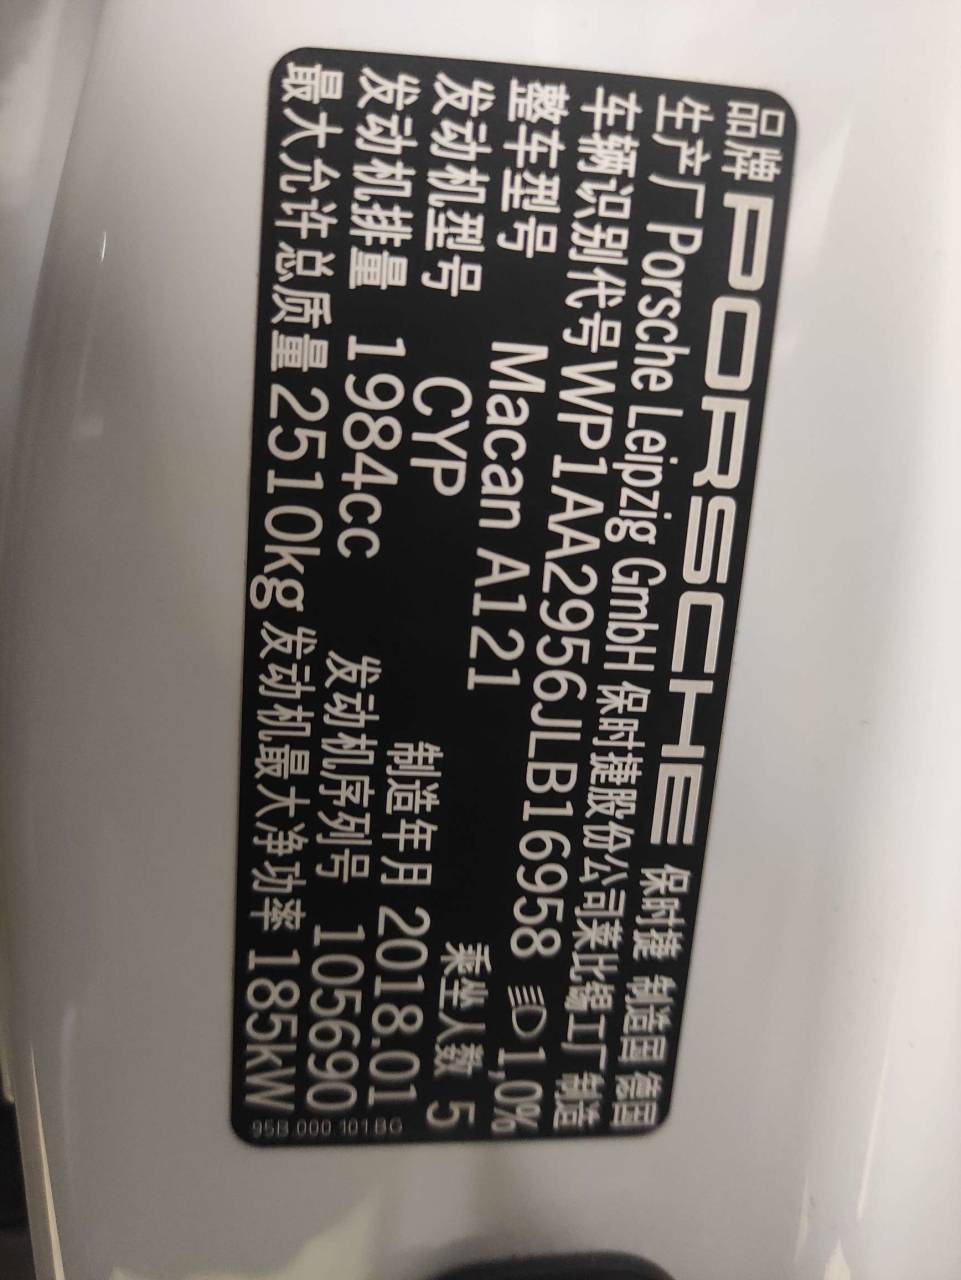 品牌 PORSCHE 保时捷 制造国 德国
生产厂 Porsche Leipzig GmbH 保时捷股份公司莱比锡工厂 制造
车辆识别代号 WP1AA2956JLB16958 1,0%
整车型号 Macan A121 乘坐人数 5
发动机型号 CYP 制造年月 2018.01
发动机排量 1984cc 发动机序列号 105690
最大允许总质量 2510kg 发动机最大净功率 185kW
95B.000.101.BG